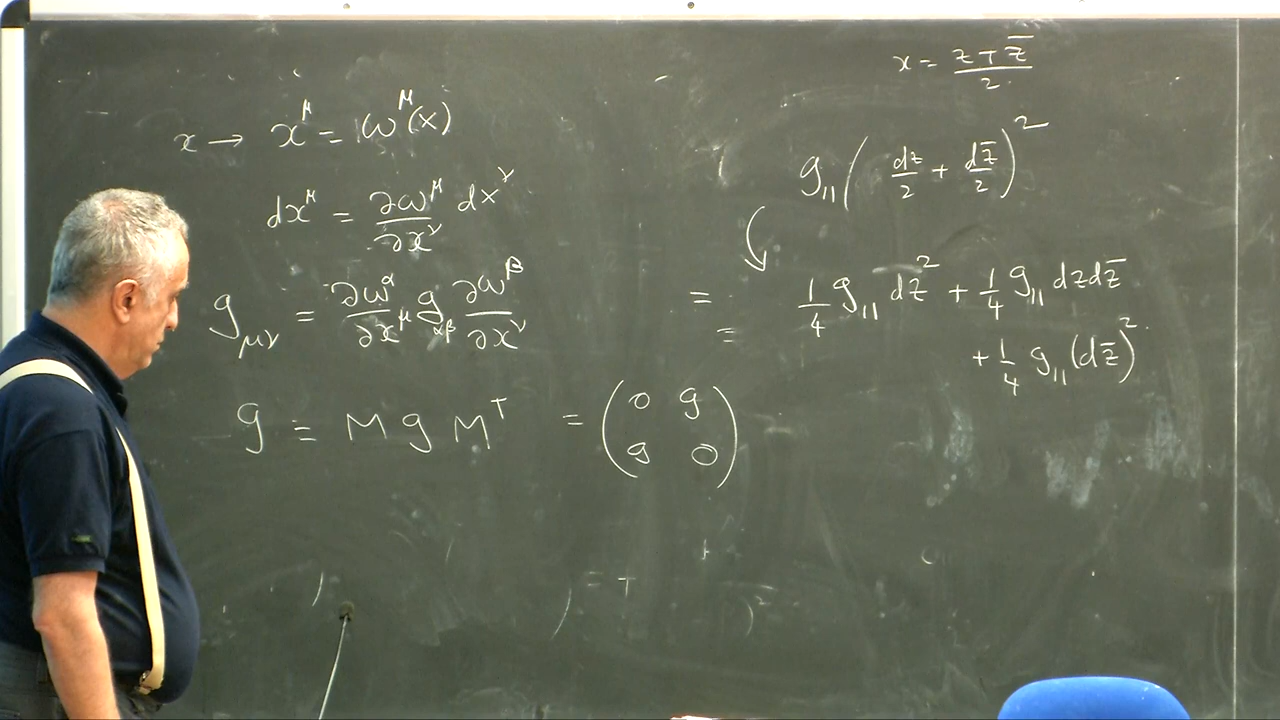 x → x^μ = ω^μ(x)
dx^μ = ∂ω^μ/∂x^ν dx^ν
g_μν = ∂ω^α/∂x^μ g_αβ ∂ω^β/∂x^ν
g = M g M^T = (0 g
g 0)
x = (z + z̄)/2
g_11 (dz/2 + dz̄/2)^2
= 1/4 g_11 dz^2 + 1/4 g_11 dz dz̄
= + 1/4 g_11 (dz̄)^2